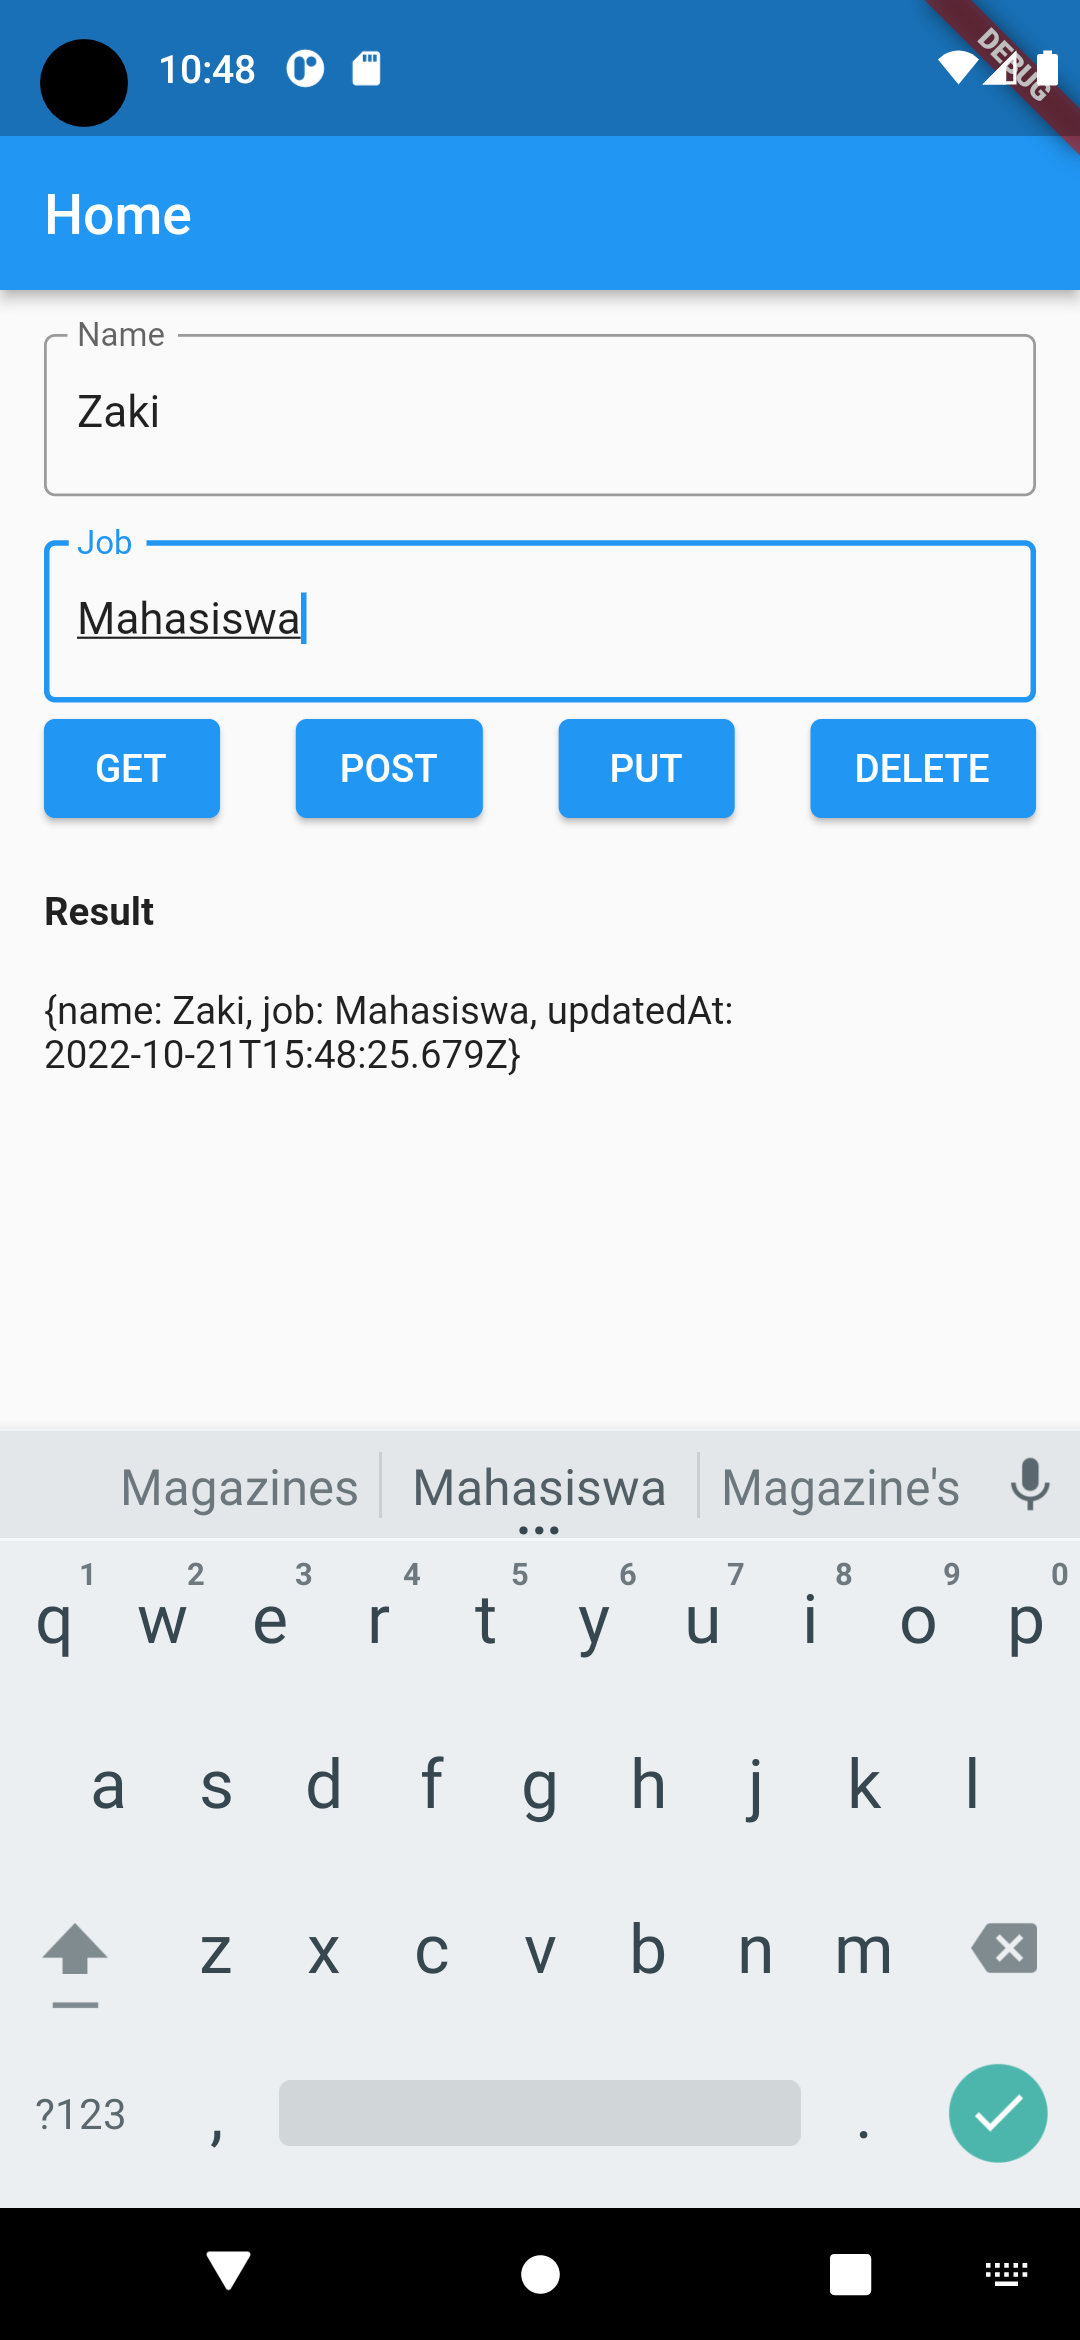 10:48
DEBUG
Home
Name
Zaki
Job
Mahasiswa
GET POST PUT DELETE
Result
{name: Zaki, job: Mahasiswa, updatedAt:
2022-10-21T15:48:25.679Z}
Magazines Mahasiswa Magazine's
1 2 3 4 5 6 7 8 9 0
q w e r t y u i o p
a s d f g h j k l
z x c v b n m
?123 , .